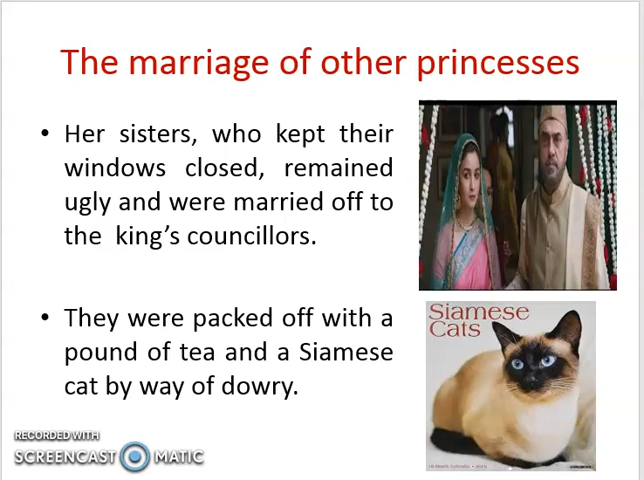 The marriage of other princesses
• Her sisters, who kept their
windows closed, remained
ugly and were married off to
the king's councillors.
• They were packed off with a
pound of tea and a Siamese
cat by way of dowry.
Siamese
Cats
RECORDED WITH
SCREENCAST MATIC